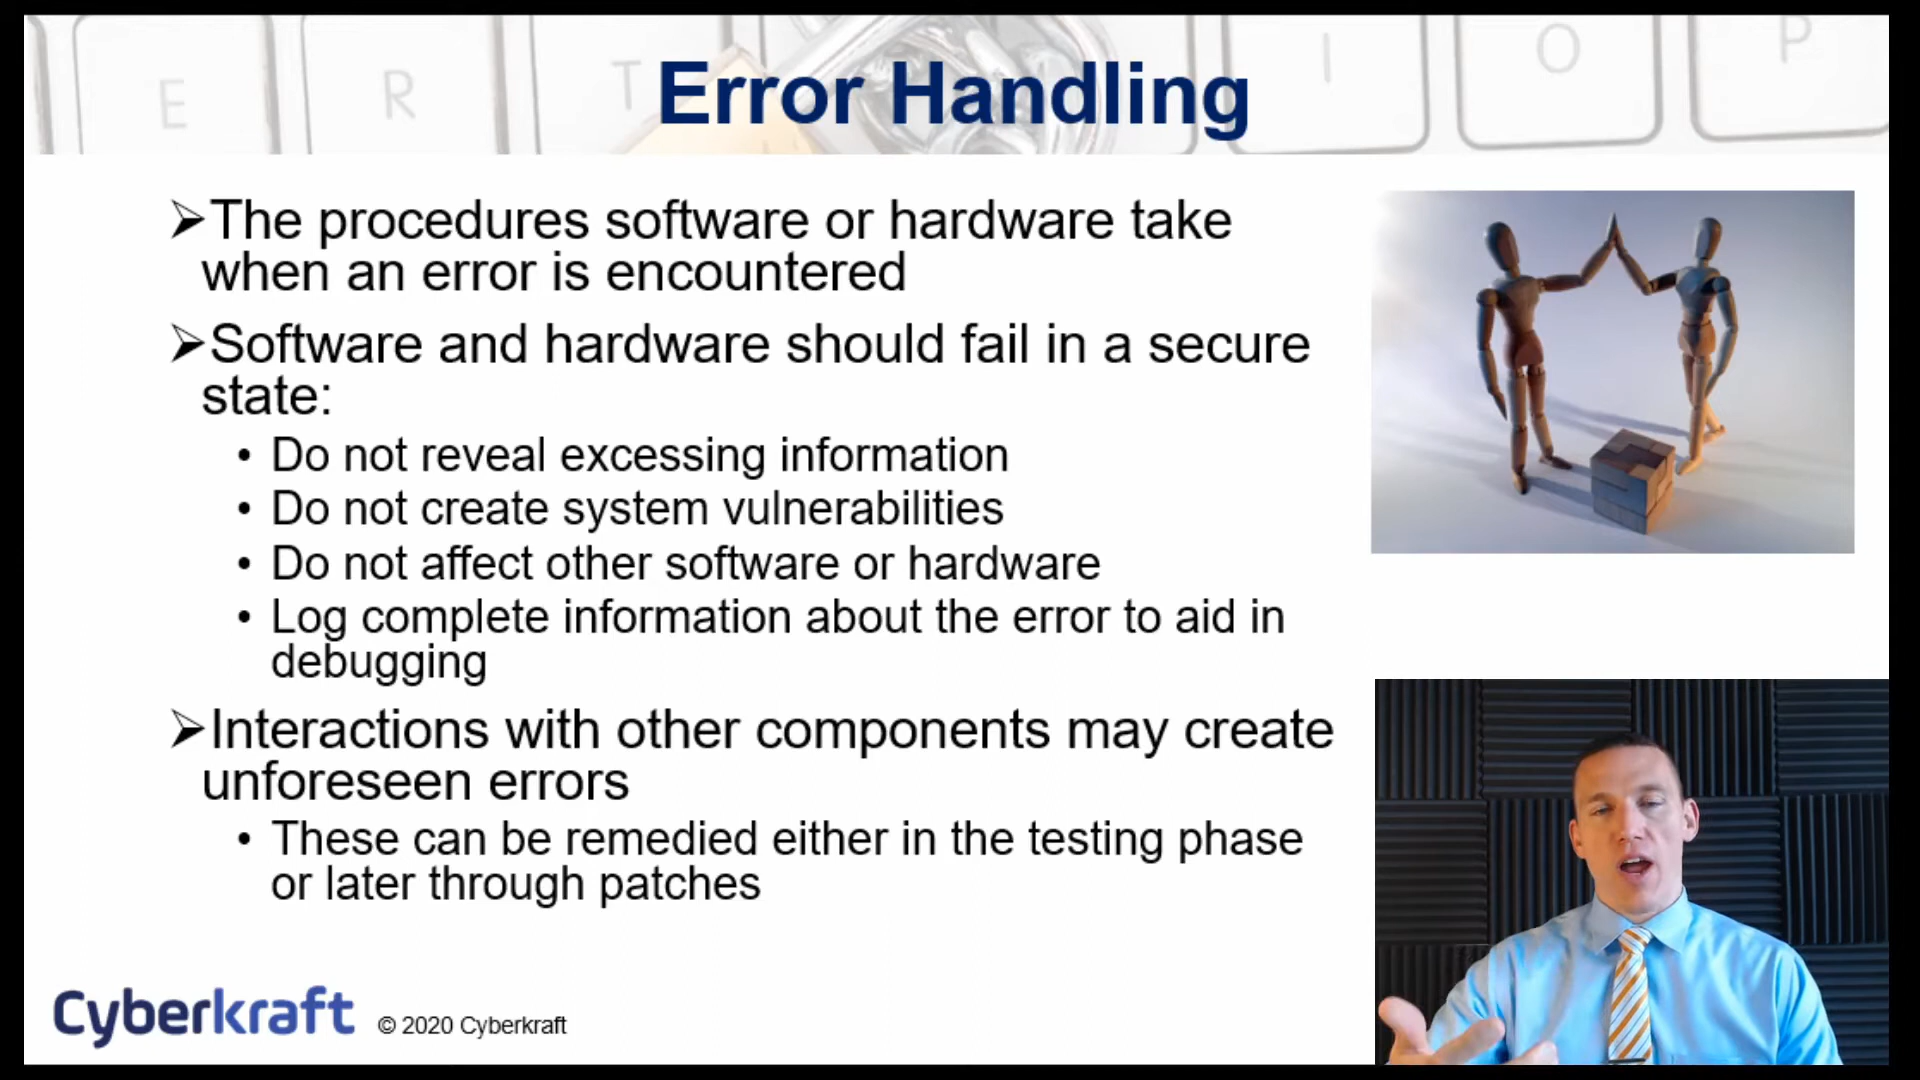 E R T I O P
Error Handling
➢The procedures software or hardware take
when an error is encountered
➢Software and hardware should fail in a secure
state:
• Do not reveal excessing information
• Do not create system vulnerabilities
• Do not affect other software or hardware
• Log complete information about the error to aid in
debugging
➢Interactions with other components may create
unforeseen errors
• These can be remedied either in the testing phase
or later through patches
Cyberkraft © 2020 Cyberkraft